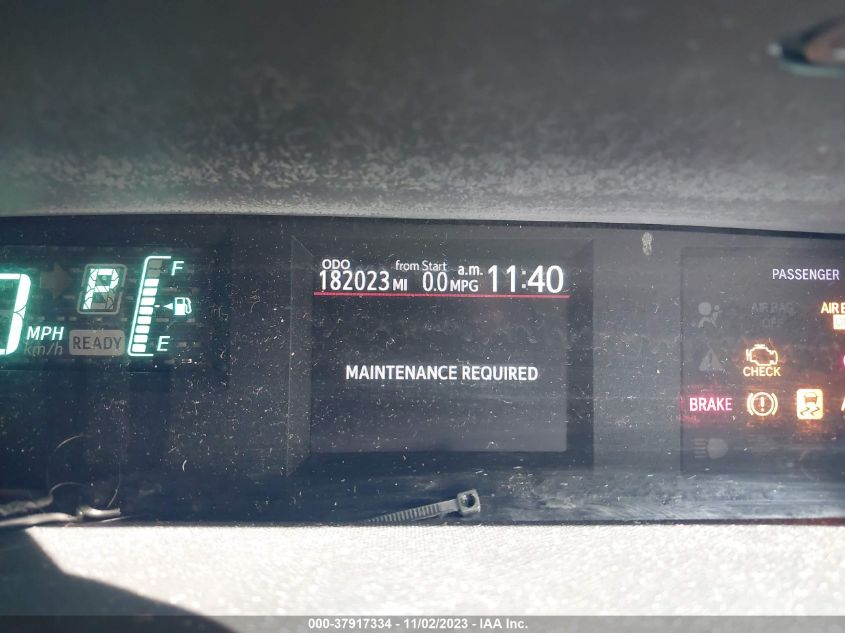 ODO from Start a.m.
182023 MI 0.0 MPG 11:40
MAINTENANCE REQUIRED
P
F
MPH
km/h
READY
E
PASSENGER
AIR BAG
CHECK
BRAKE
000-37917334 - 11/02/2023 - IAA Inc.